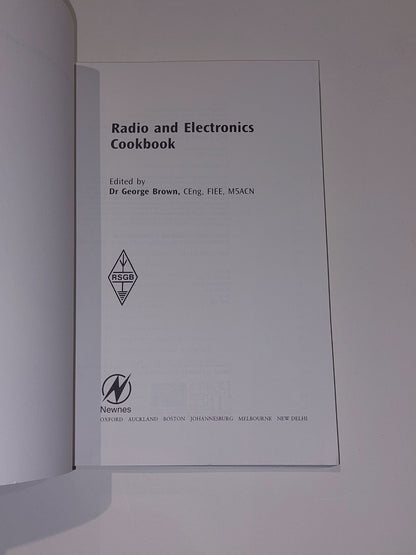 Radio and Electronics
Cookbook
Edited by
Dr George Brown, CEng, FIEE, M5ACN
RSGB
Newnes
OXFORD AUCKLAND BOSTON JOHANNESBURG MELBOURNE NEW DELHI